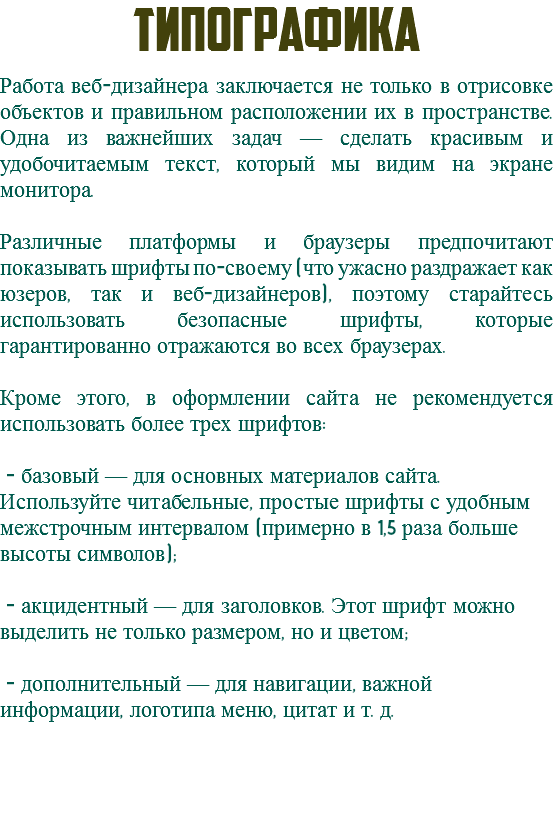 ТИПОГРАФИКА
Работа веб-дизайнера заключается не только в отрисовке
объектов и правильном расположении их в пространстве.
Одна из важнейших задач — сделать красивым и
удобочитаемым текст, который мы видим на экране
монитора.
Различные платформы и браузеры предпочитают
показывать шрифты по-своему (что ужасно раздражает как
юзеров, так и веб-дизайнеров), поэтому старайтесь
использовать безопасные шрифты, которые
гарантированно отражаются во всех браузерах.
Кроме этого, в оформлении сайта не рекомендуется
использовать более трех шрифтов:
- базовый — для основных материалов сайта.
Используйте читабельные, простые шрифты с удобным
межстрочным интервалом (примерно в 1,5 раза больше
высоты символов);
- акцидентный — для заголовков. Этот шрифт можно
выделить не только размером, но и цветом;
- дополнительный — для навигации, важной
информации, логотипа меню, цитат и т. д.